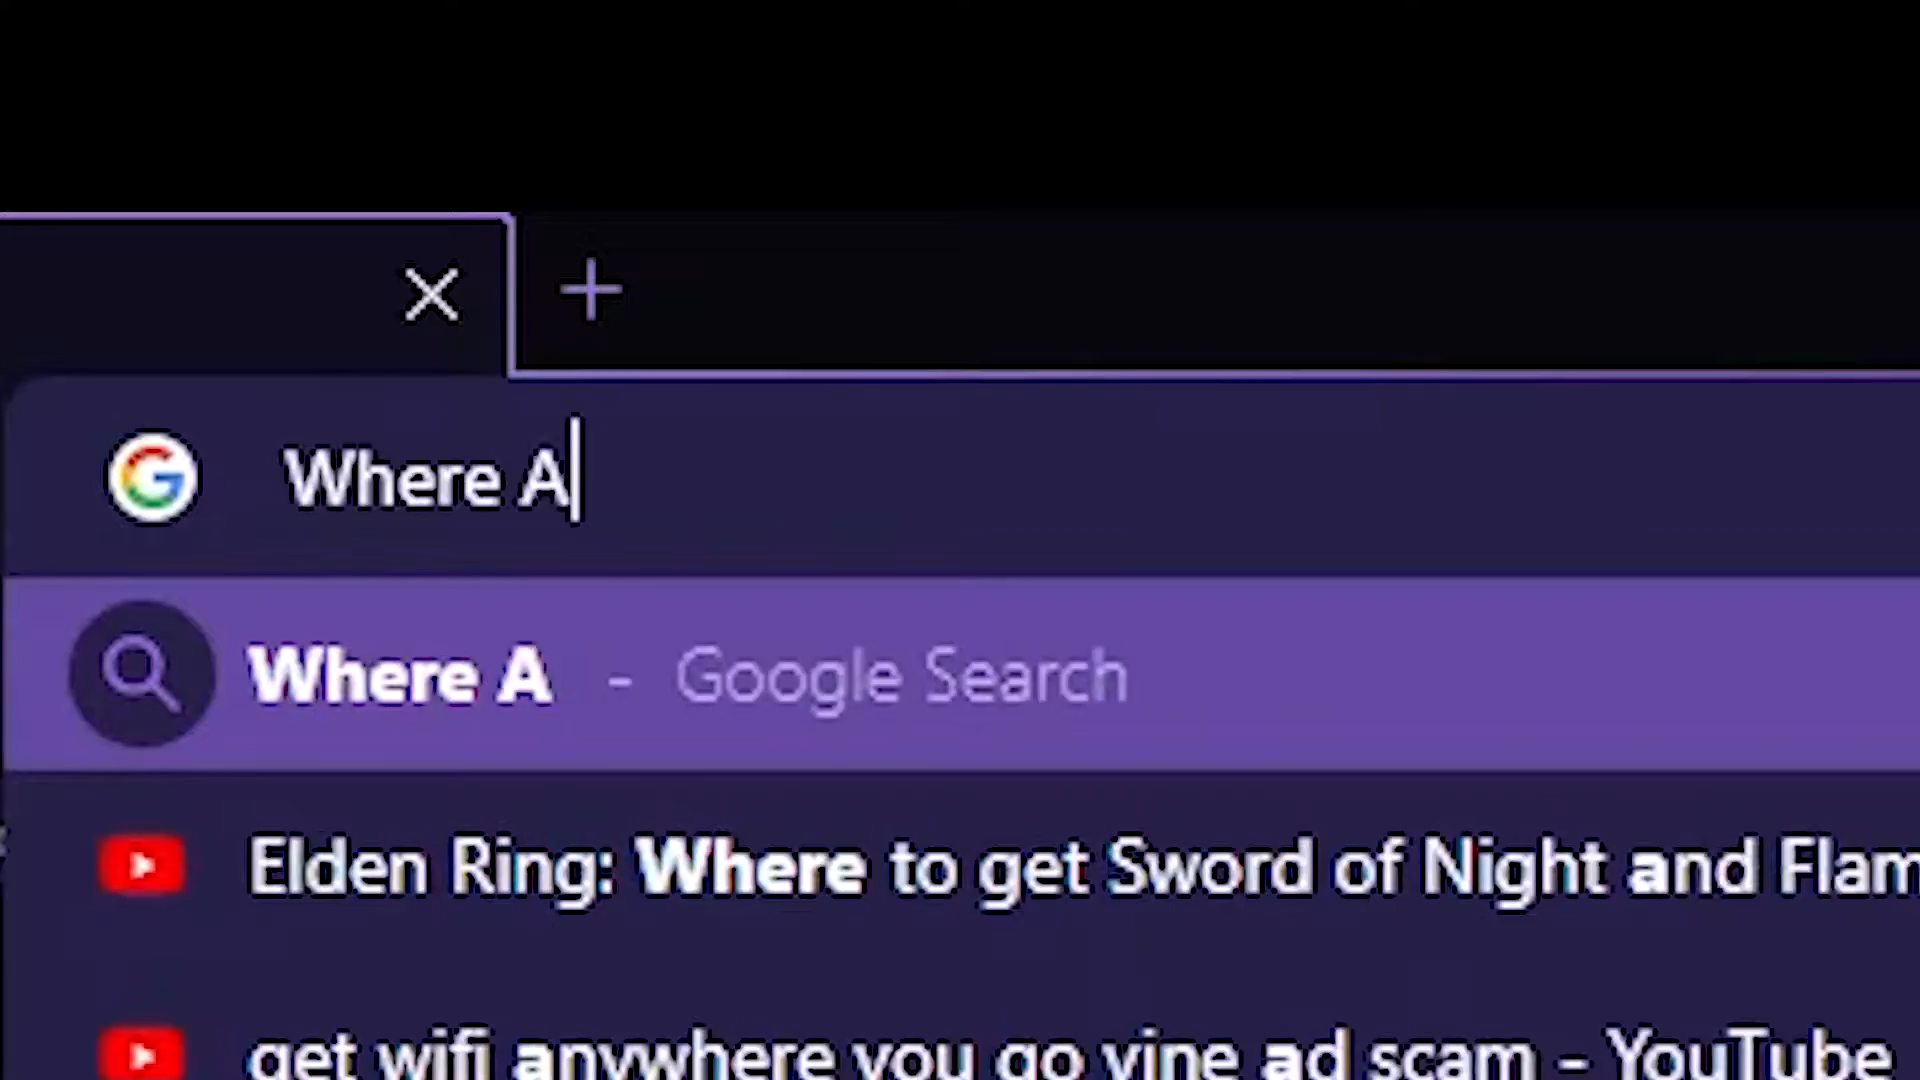 Where A
Where A - Google Search
Elden Ring: Where to get Sword of Night and Flam
get wifi anywhere you go vine ad scam - YouTube